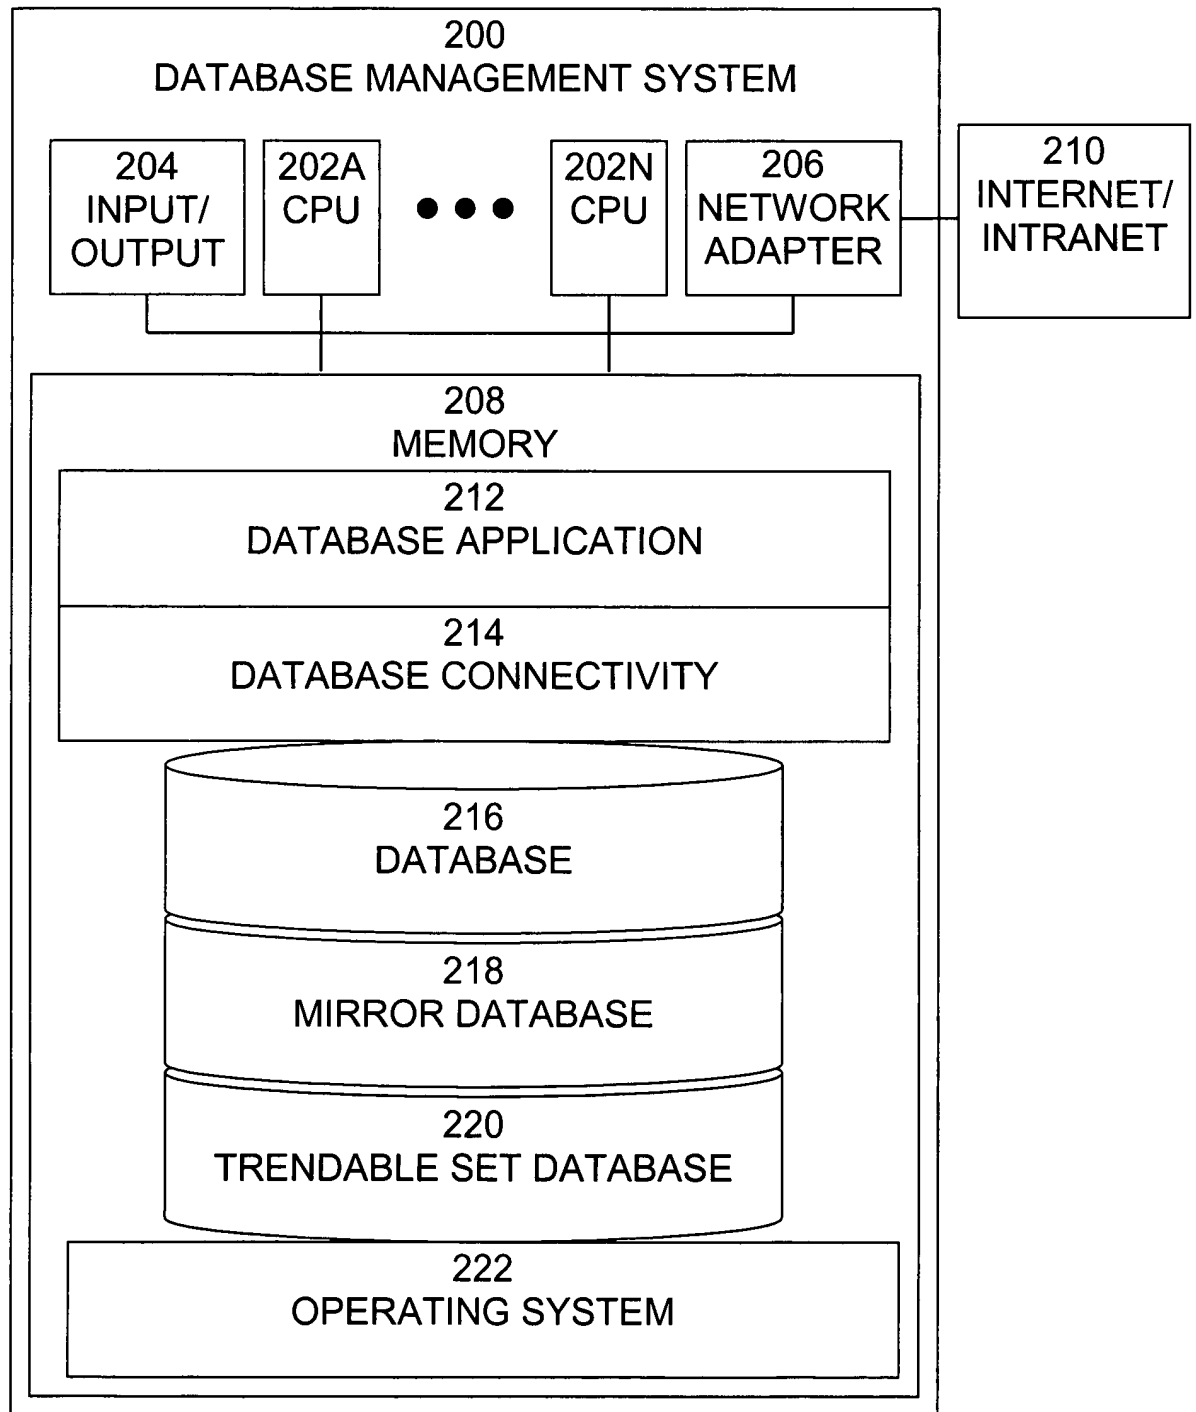 200
DATABASE MANAGEMENT SYSTEM
204
INPUT/
OUTPUT
202A
CPU
202N
CPU
206
NETWORK
ADAPTER
210
INTERNET/
INTRANET
208
MEMORY
212
DATABASE APPLICATION
214
DATABASE CONNECTIVITY
216
DATABASE
218
MIRROR DATABASE
220
TRENDABLE SET DATABASE
222
OPERATING SYSTEM